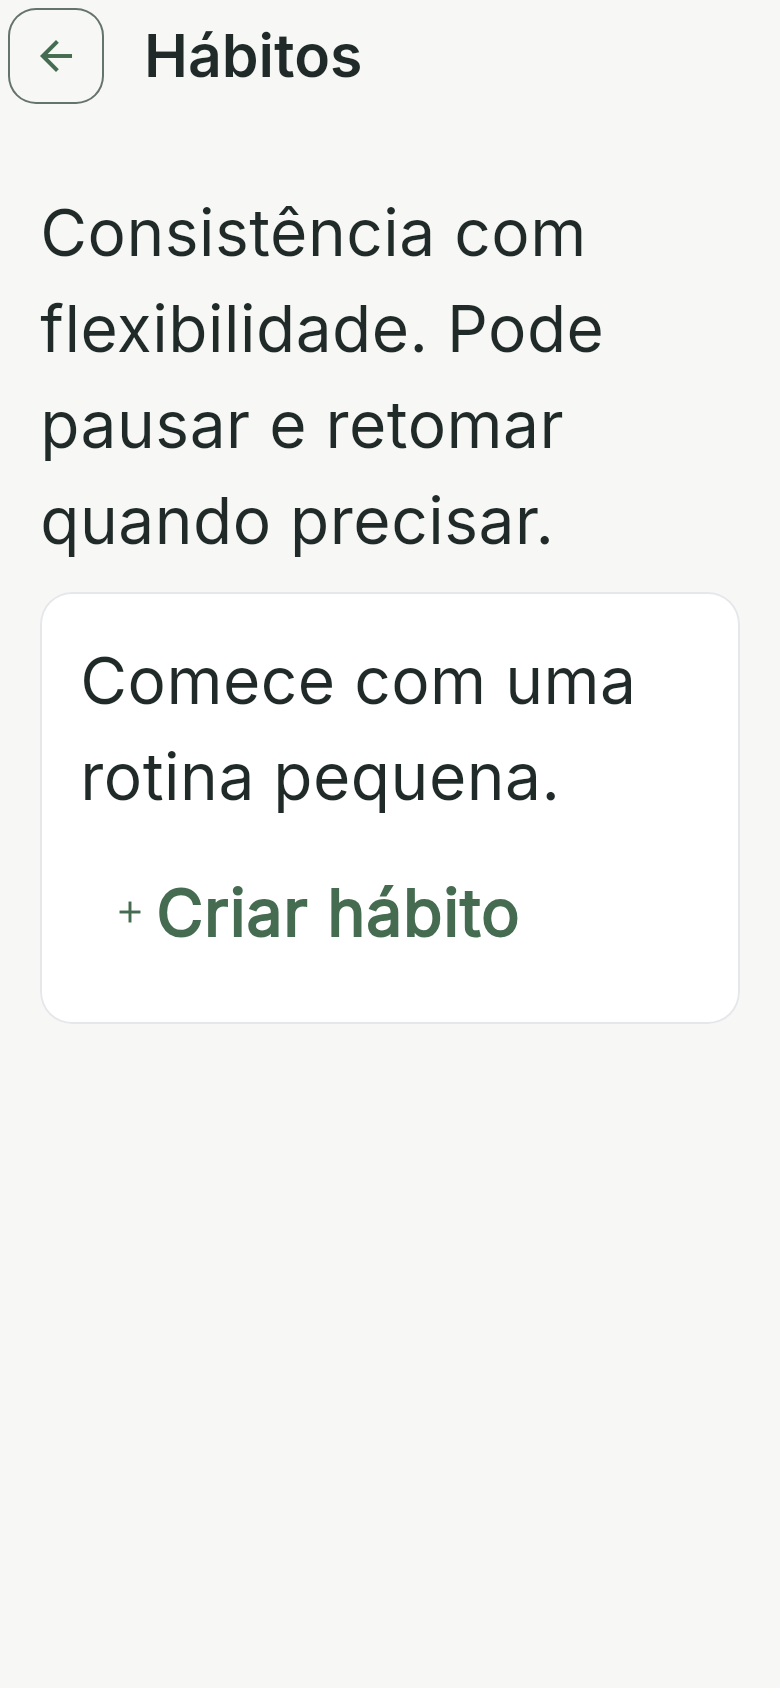 Hábitos
Consistência com
flexibilidade. Pode
pausar e retomar
quando precisar.
Comece com uma
rotina pequena.
+ Criar hábito